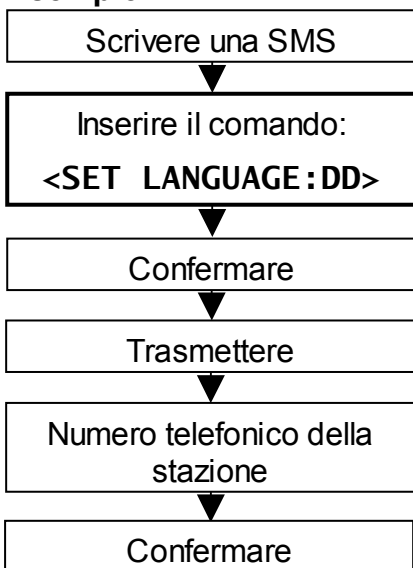 Scrivere una SMS
Inserire il comando:
<SET LANGUAGE:DD>
Confermare
Trasmettere
Numero telefonico della
stazione
Confermare